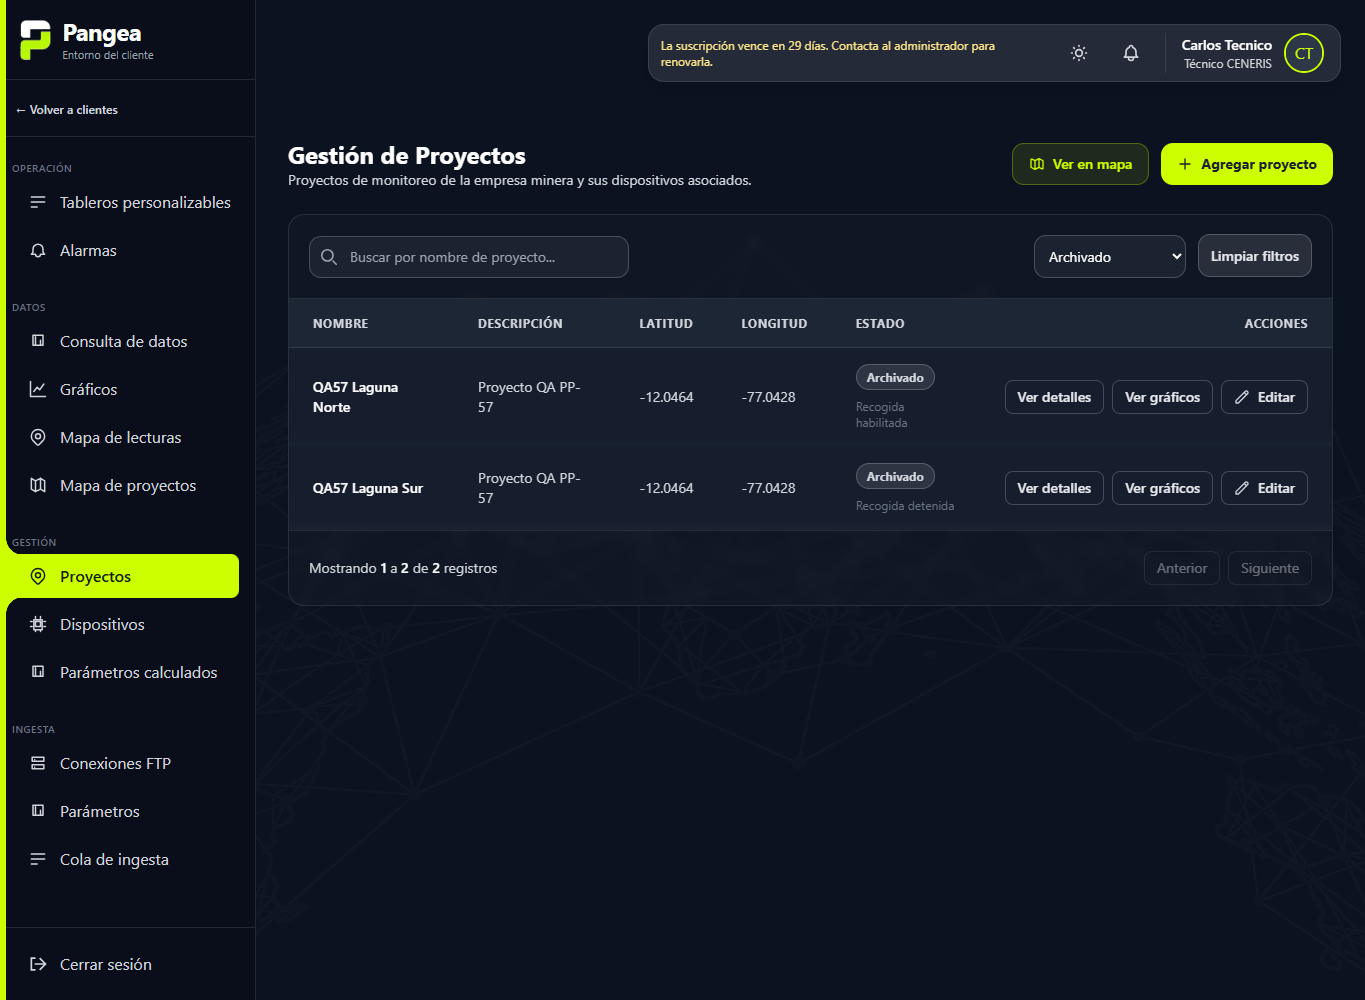 Pangea
Entorno del cliente
← Volver a clientes
OPERACIÓN
Tableros personalizables
Alarmas
DATOS
Consulta de datos
Gráficos
Mapa de lecturas
Mapa de proyectos
GESTIÓN
Proyectos
Dispositivos
Parámetros calculados
INGESTA
Conexiones FTP
Parámetros
Cola de ingesta
Cerrar sesión
La suscripción vence en 29 días. Contacta al administrador para
renovarla.
Carlos Tecnico
Técnico CENERIS
CT
Gestión de Proyectos
Proyectos de monitoreo de la empresa minera y sus dispositivos asociados.
Ver en mapa
+ Agregar proyecto
Buscar por nombre de proyecto...
Archivado
Limpiar filtros
NOMBRE DESCRIPCIÓN LATITUD LONGITUD ESTADO ACCIONES
QA57 Laguna
Norte
Proyecto QA PP-
57
-12.0464
-77.0428
Archivado
Recogida
habilitada
Ver detalles
Ver gráficos
Editar
QA57 Laguna Sur
Proyecto QA PP-
57
-12.0464
-77.0428
Archivado
Recogida detenida
Ver detalles
Ver gráficos
Editar
Mostrando 1 a 2 de 2 registros
Anterior
Siguiente